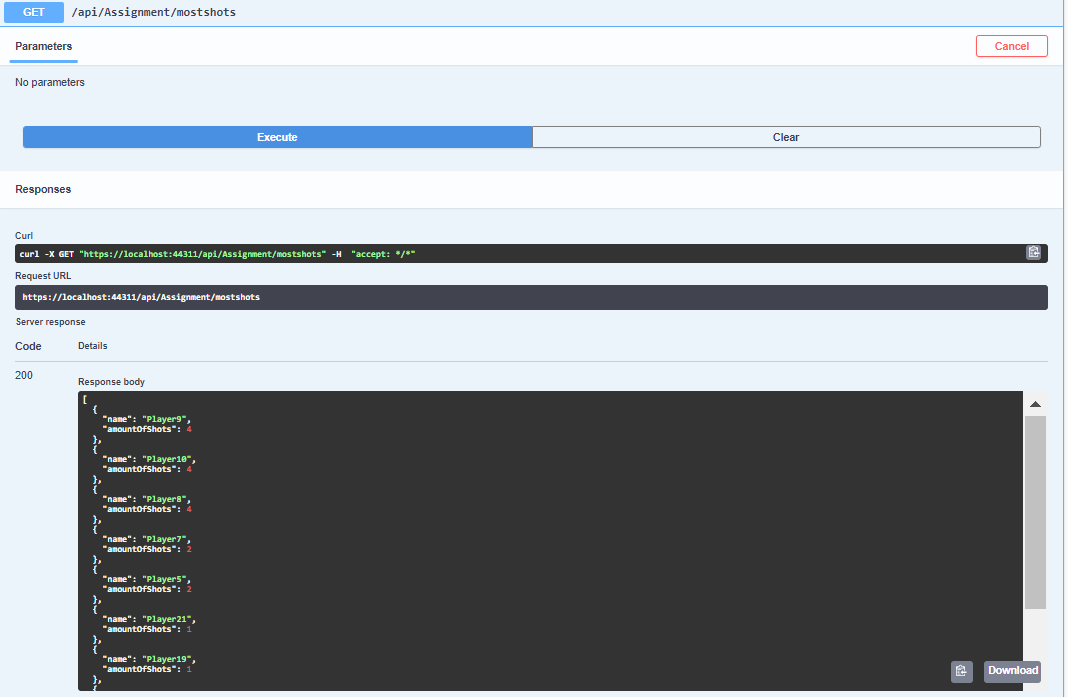 GET /api/Assignment/mostshots
Parameters Cancel
No parameters
Execute Clear
Responses
Curl
curl -X GET "https://localhost:44311/api/Assignment/mostshots" -H  "accept: */*"
Request URL
https://localhost:44311/api/Assignment/mostshots
Server response
Code Details
200
Response body
[
  {
    "name": "Player9",
    "amountOfShots": 4
  },
  {
    "name": "Player10",
    "amountOfShots": 4
  },
  {
    "name": "Player8",
    "amountOfShots": 4
  },
  {
    "name": "Player7",
    "amountOfShots": 2
  },
  {
    "name": "Player5",
    "amountOfShots": 2
  },
  {
    "name": "Player21",
    "amountOfShots": 1
  },
  {
    "name": "Player19",
    "amountOfShots": 1
  },
  {
Download